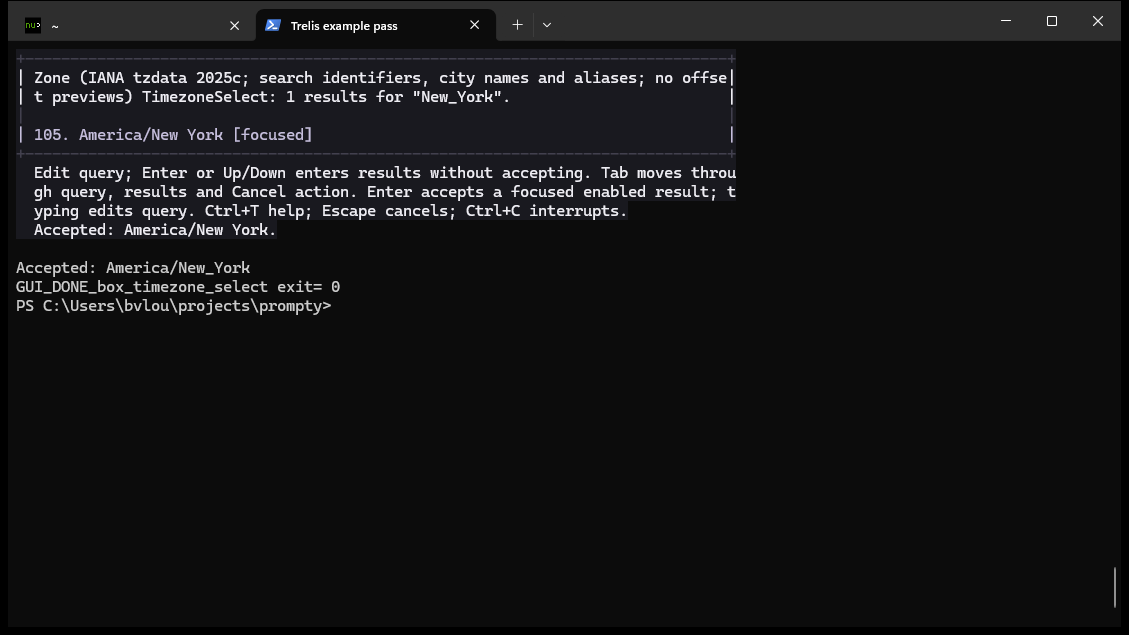 nu> ~
Trelis example pass
| Zone (IANA tzdata 2025c; search identifiers, city names and aliases; no offse|
| t previews) TimezoneSelect: 1 results for "New_York". |
| 105. America/New York [focused] |
Edit query; Enter or Up/Down enters results without accepting. Tab moves throu
gh query, results and Cancel action. Enter accepts a focused enabled result; t
yping edits query. Ctrl+T help; Escape cancels; Ctrl+C interrupts.
Accepted: America/New York.
Accepted: America/New_York
GUI_DONE_box_timezone_select exit= 0
PS C:\Users\bvlou\projects\prompty>